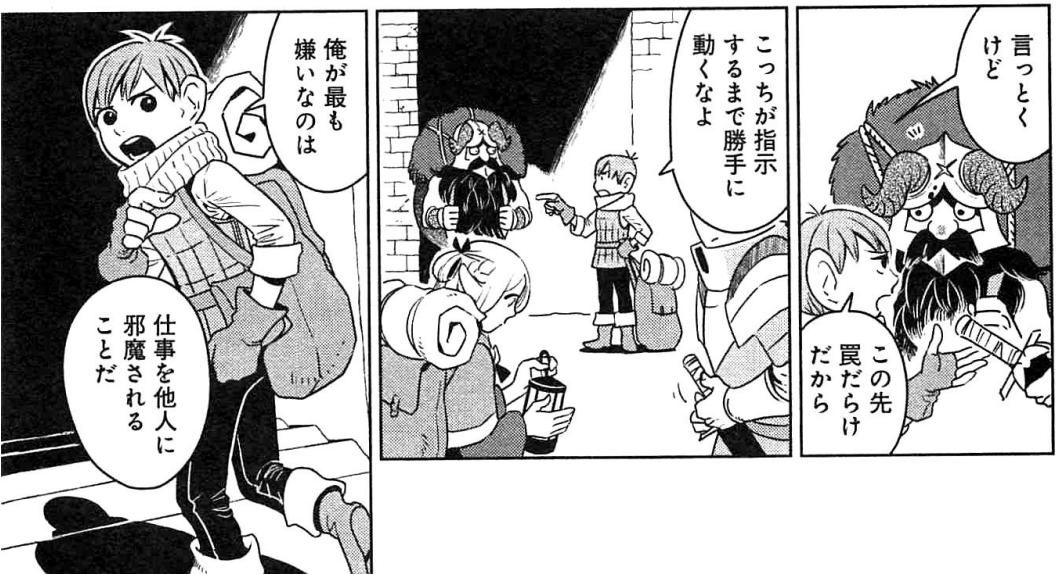 言っとく
けど
この先
罠だらけ
だから
こっちが指示
するまで勝手に
動くなよ
俺が最も
嫌いなのは
仕事を他人に
邪魔される
ことだ